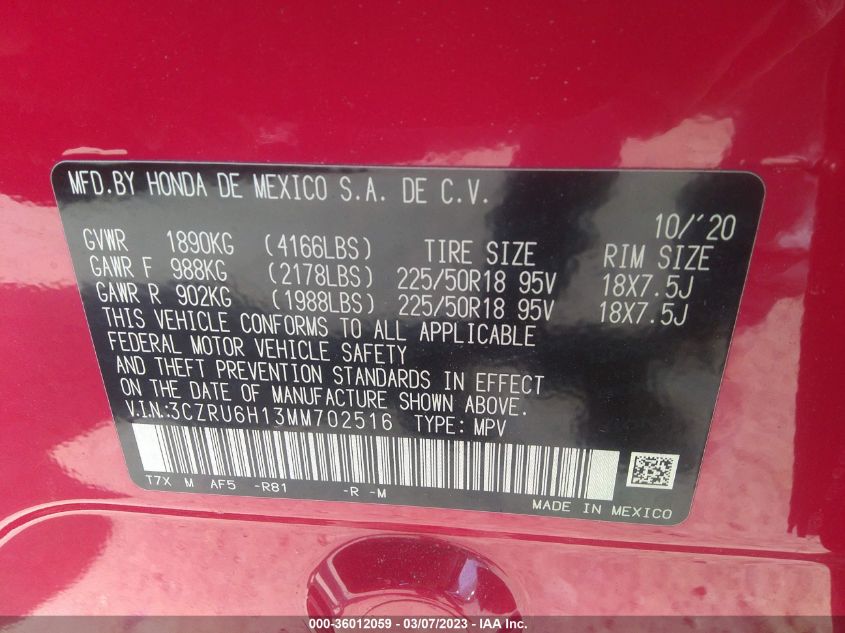 MFD.BY HONDA DE MEXICO S.A. DE C.V.
10/'20
GVWR 1890KG (4166LBS) TIRE SIZE RIM SIZE
GAWR F 988KG (2178LBS) 225/50R18 95V 18X7.5J
GAWR R 902KG (1988LBS) 225/50R18 95V 18X7.5J
THIS VEHICLE CONFORMS TO ALL APPLICABLE
FEDERAL MOTOR VEHICLE SAFETY
AND THEFT PREVENTION STANDARDS IN EFFECT
ON THE DATE OF MANUFACTURE SHOWN ABOVE.
V.I.N:3CZRU6H13MM702516 TYPE: MPV
T7X M AF5 -R81 -R -M
MADE IN MEXICO
000-36012059 — 03/07/2023 — IAA Inc.